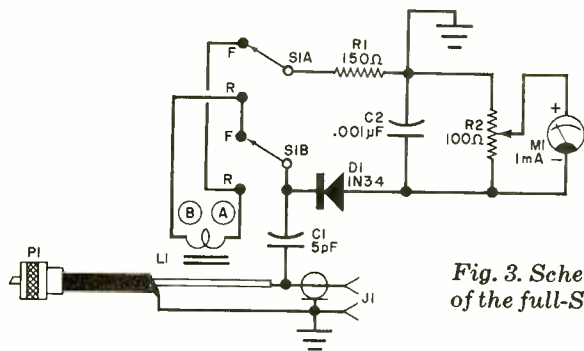 F
S1A
R1
150Ω
R
F
S1B
C2
.001µF
R2
100Ω
+
M1
1mA
−
D1
1N34
R
B
A
L1
C1
5pF
P1
J1
Fig. 3. Sche
of the full-S